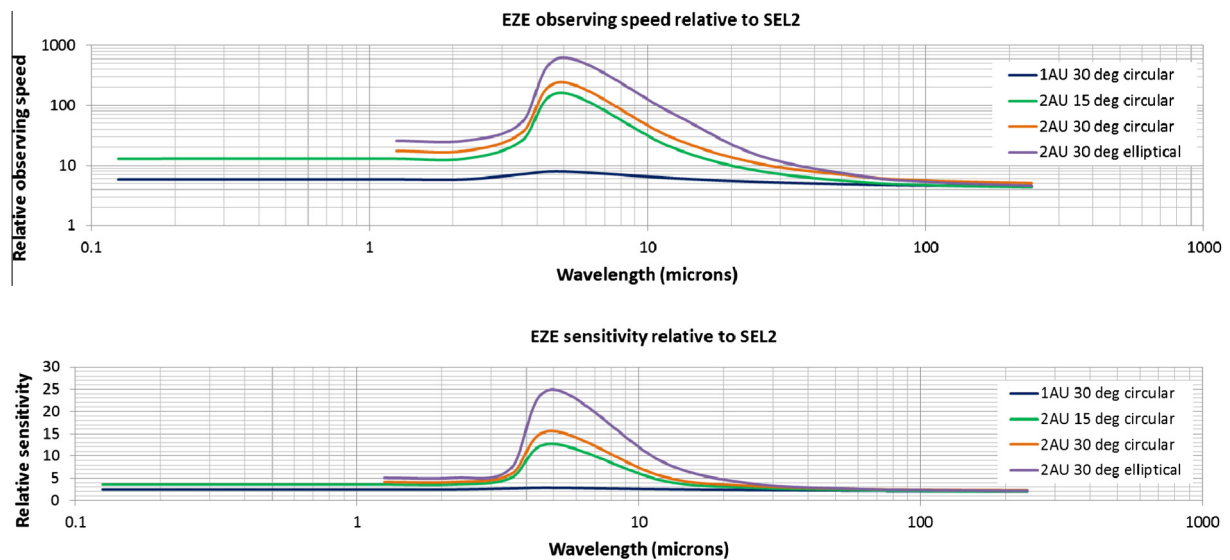 EZE observing speed relative to SEL2
Relative observing speed
1000
100
10
1
0.1 1 10 100 1000
Wavelength (microns)
1AU 30 deg circular
2AU 15 deg circular
2AU 30 deg circular
2AU 30 deg elliptical
EZE sensitivity relative to SEL2
Relative sensitivity
30
25
20
15
10
5
0
0.1 1 10 100 1000
Wavelength (microns)
1AU 30 deg circular
2AU 15 deg circular
2AU 30 deg circular
2AU 30 deg elliptical